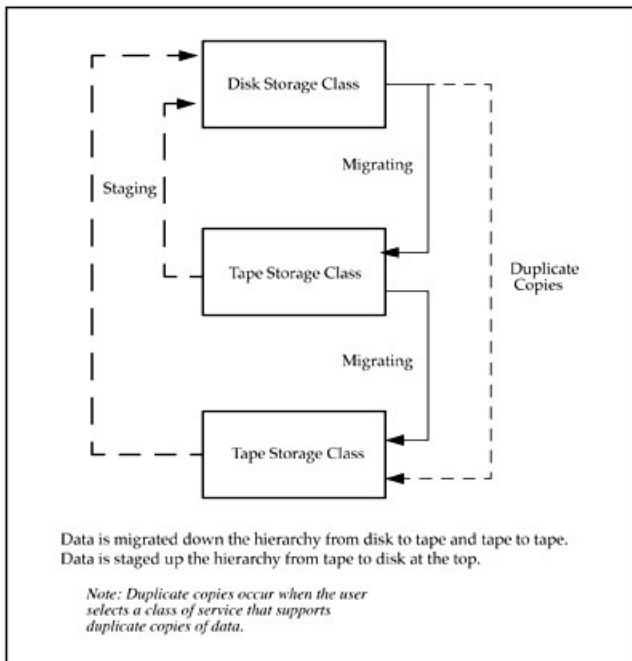 Disk Storage Class
Migrating
Staging
Tape Storage Class
Duplicate
Copies
Migrating
Tape Storage Class
Data is migrated down the hierarchy from disk to tape and tape to tape.
Data is staged up the hierarchy from tape to disk at the top.
Note: Duplicate copies occur when the user
selects a class of service that supports
duplicate copies of data.